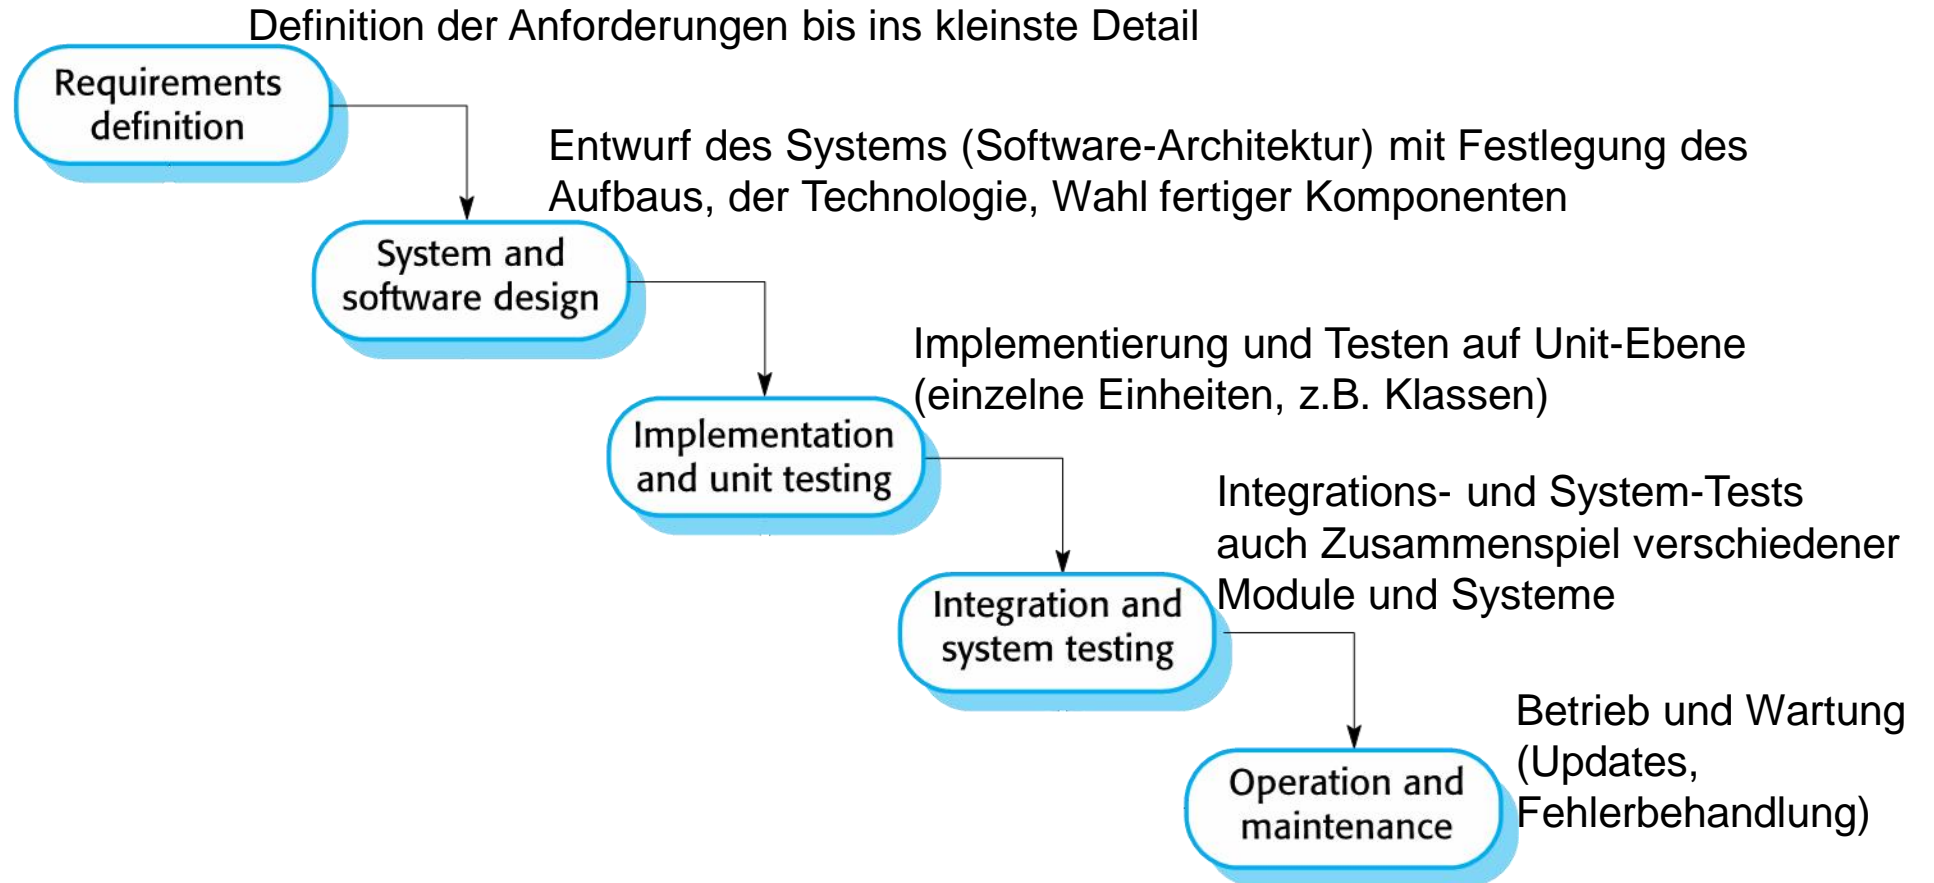 Definition der Anforderungen bis ins kleinste Detail
Requirements
definition
Entwurf des Systems (Software-Architektur) mit Festlegung des
Aufbaus, der Technologie, Wahl fertiger Komponenten
System and
software design
Implementierung und Testen auf Unit-Ebene
(einzelne Einheiten, z.B. Klassen)
Implementation
and unit testing
Integrations- und System-Tests
auch Zusammenspiel verschiedener
Module und Systeme
Integration and
system testing
Betrieb und Wartung
(Updates,
Fehlerbehandlung)
Operation and
maintenance